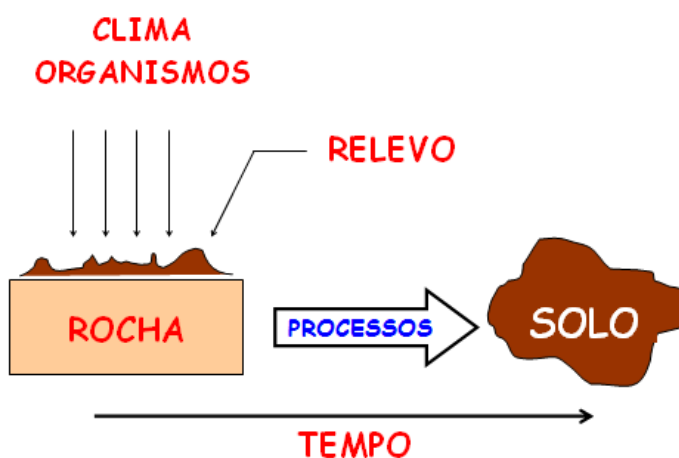 CLIMA
ORGANISMOS
RELEVO
ROCHA
PROCESSOS
SOLO
TEMPO